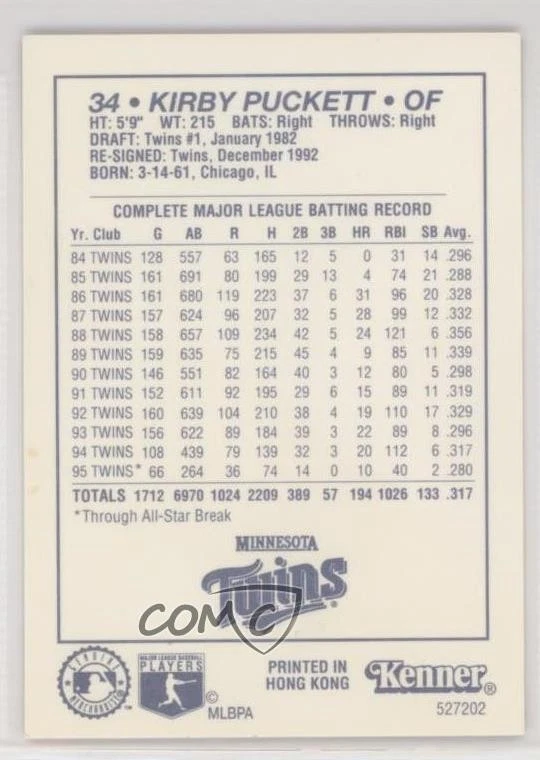 34 • KIRBY PUCKETT • OF
HT: 5'9" WT: 215 BATS: Right THROWS: Right
DRAFT: Twins #1, January 1982
RE-SIGNED: Twins, December 1992
BORN: 3-14-61, Chicago, IL
COMPLETE MAJOR LEAGUE BATTING RECORD
Yr. Club G AB R H 2B 3B HR RBI SB Avg.
84 TWINS 128 557 63 165 12 5 0 31 14 .296
85 TWINS 161 691 80 199 29 13 4 74 21 .288
86 TWINS 161 680 119 223 37 6 31 96 20 .328
87 TWINS 157 624 96 207 32 5 28 99 12 .332
88 TWINS 158 657 109 234 42 5 24 121 6 .356
89 TWINS 159 635 75 215 45 4 9 85 11 .339
90 TWINS 146 551 82 164 40 3 12 80 5 .298
91 TWINS 152 611 92 195 29 6 15 89 11 .319
92 TWINS 160 639 104 210 38 4 19 110 17 .329
93 TWINS 156 622 89 184 39 3 22 89 8 .296
94 TWINS 108 439 79 139 32 3 20 112 6 .317
95 TWINS* 66 264 36 74 14 0 10 40 2 .280
TOTALS 1712 6970 1024 2209 389 57 194 1026 133 .317
*Through All-Star Break
MINNESOTA
Twins
COMC
GENUINE
MERCHANDISE
™
MAJOR LEAGUE BASEBALL
PLAYERS
©
MLBPA
PRINTED IN
HONG KONG
Kenner®
527202